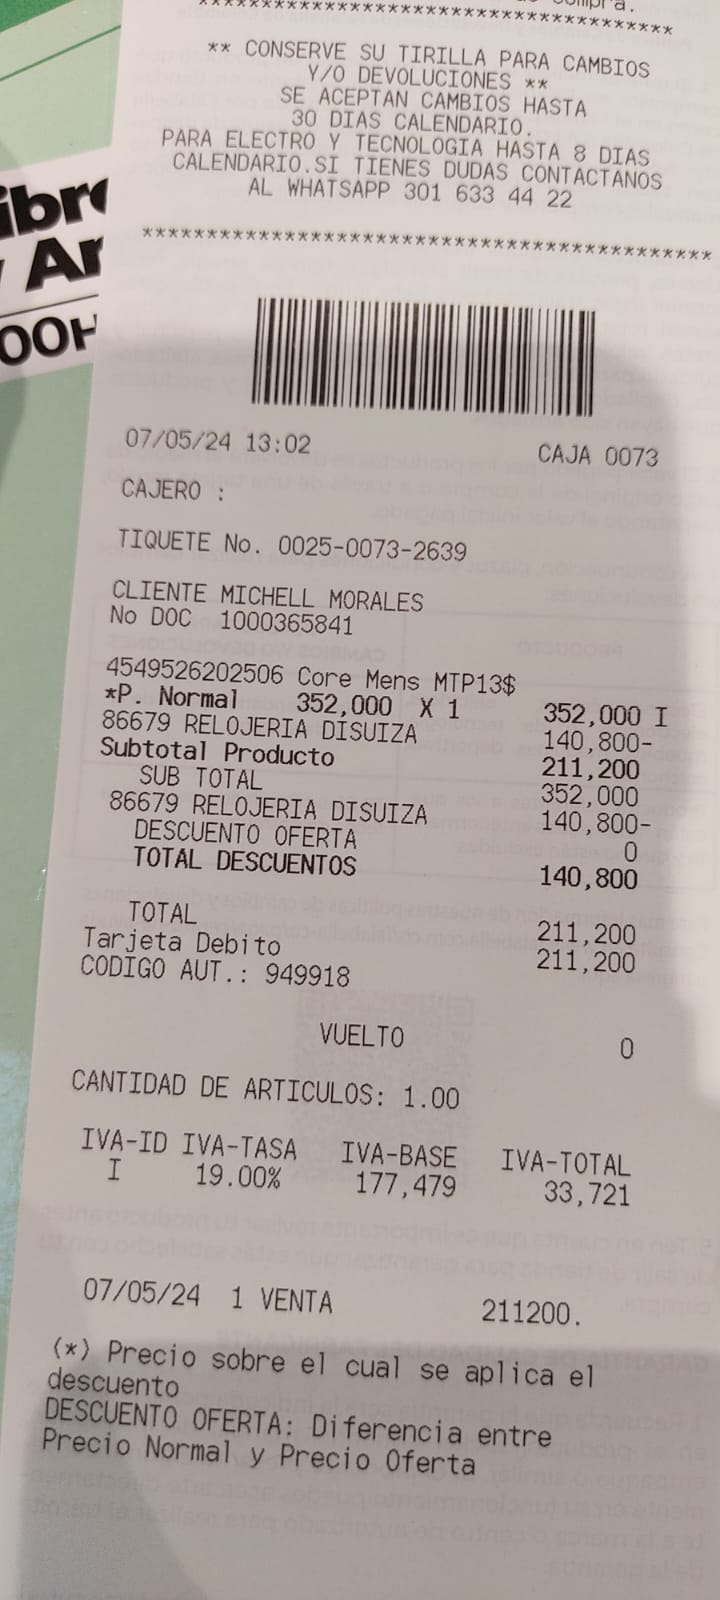 compra.
****************************************
** CONSERVE SU TIRILLA PARA CAMBIOS
Y/O DEVOLUCIONES **
SE ACEPTAN CAMBIOS HASTA
30 DIAS CALENDARIO.
PARA ELECTRO Y TECNOLOGIA HASTA 8 DIAS
CALENDARIO.SI TIENES DUDAS CONTACTANOS
AL WHATSAPP 301 633 44 22
********************************************
07/05/24 13:02 CAJA 0073
CAJERO :
TIQUETE No. 0025-0073-2639
CLIENTE MICHELL MORALES
No DOC 1000365841
4549526202506 Core Mens MTP13$
*P. Normal 352,000 X 1 352,000 I
86679 RELOJERIA DISUIZA 140,800-
Subtotal Producto 211,200
SUB TOTAL 352,000
86679 RELOJERIA DISUIZA 140,800-
DESCUENTO OFERTA 0
TOTAL DESCUENTOS 140,800
TOTAL 211,200
Tarjeta Debito 211,200
CODIGO AUT.: 949918
VUELTO 0
CANTIDAD DE ARTICULOS: 1.00
IVA-ID IVA-TASA IVA-BASE IVA-TOTAL
I 19.00% 177,479 33,721
07/05/24 1 VENTA 211200.
(*) Precio sobre el cual se aplica el
descuento
DESCUENTO OFERTA: Diferencia entre
Precio Normal y Precio Oferta